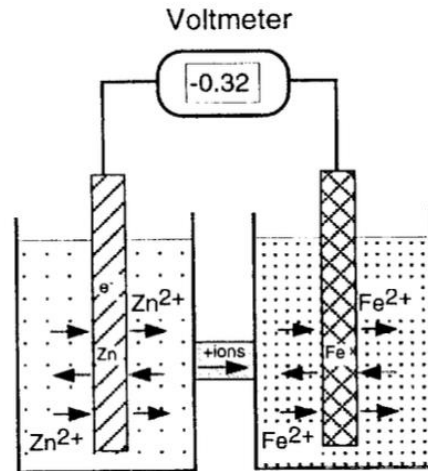 Voltmeter
-0.32
e-
Zn2+
Fe2+
+ions
Zn
Fe
Zn2+
Fe2+